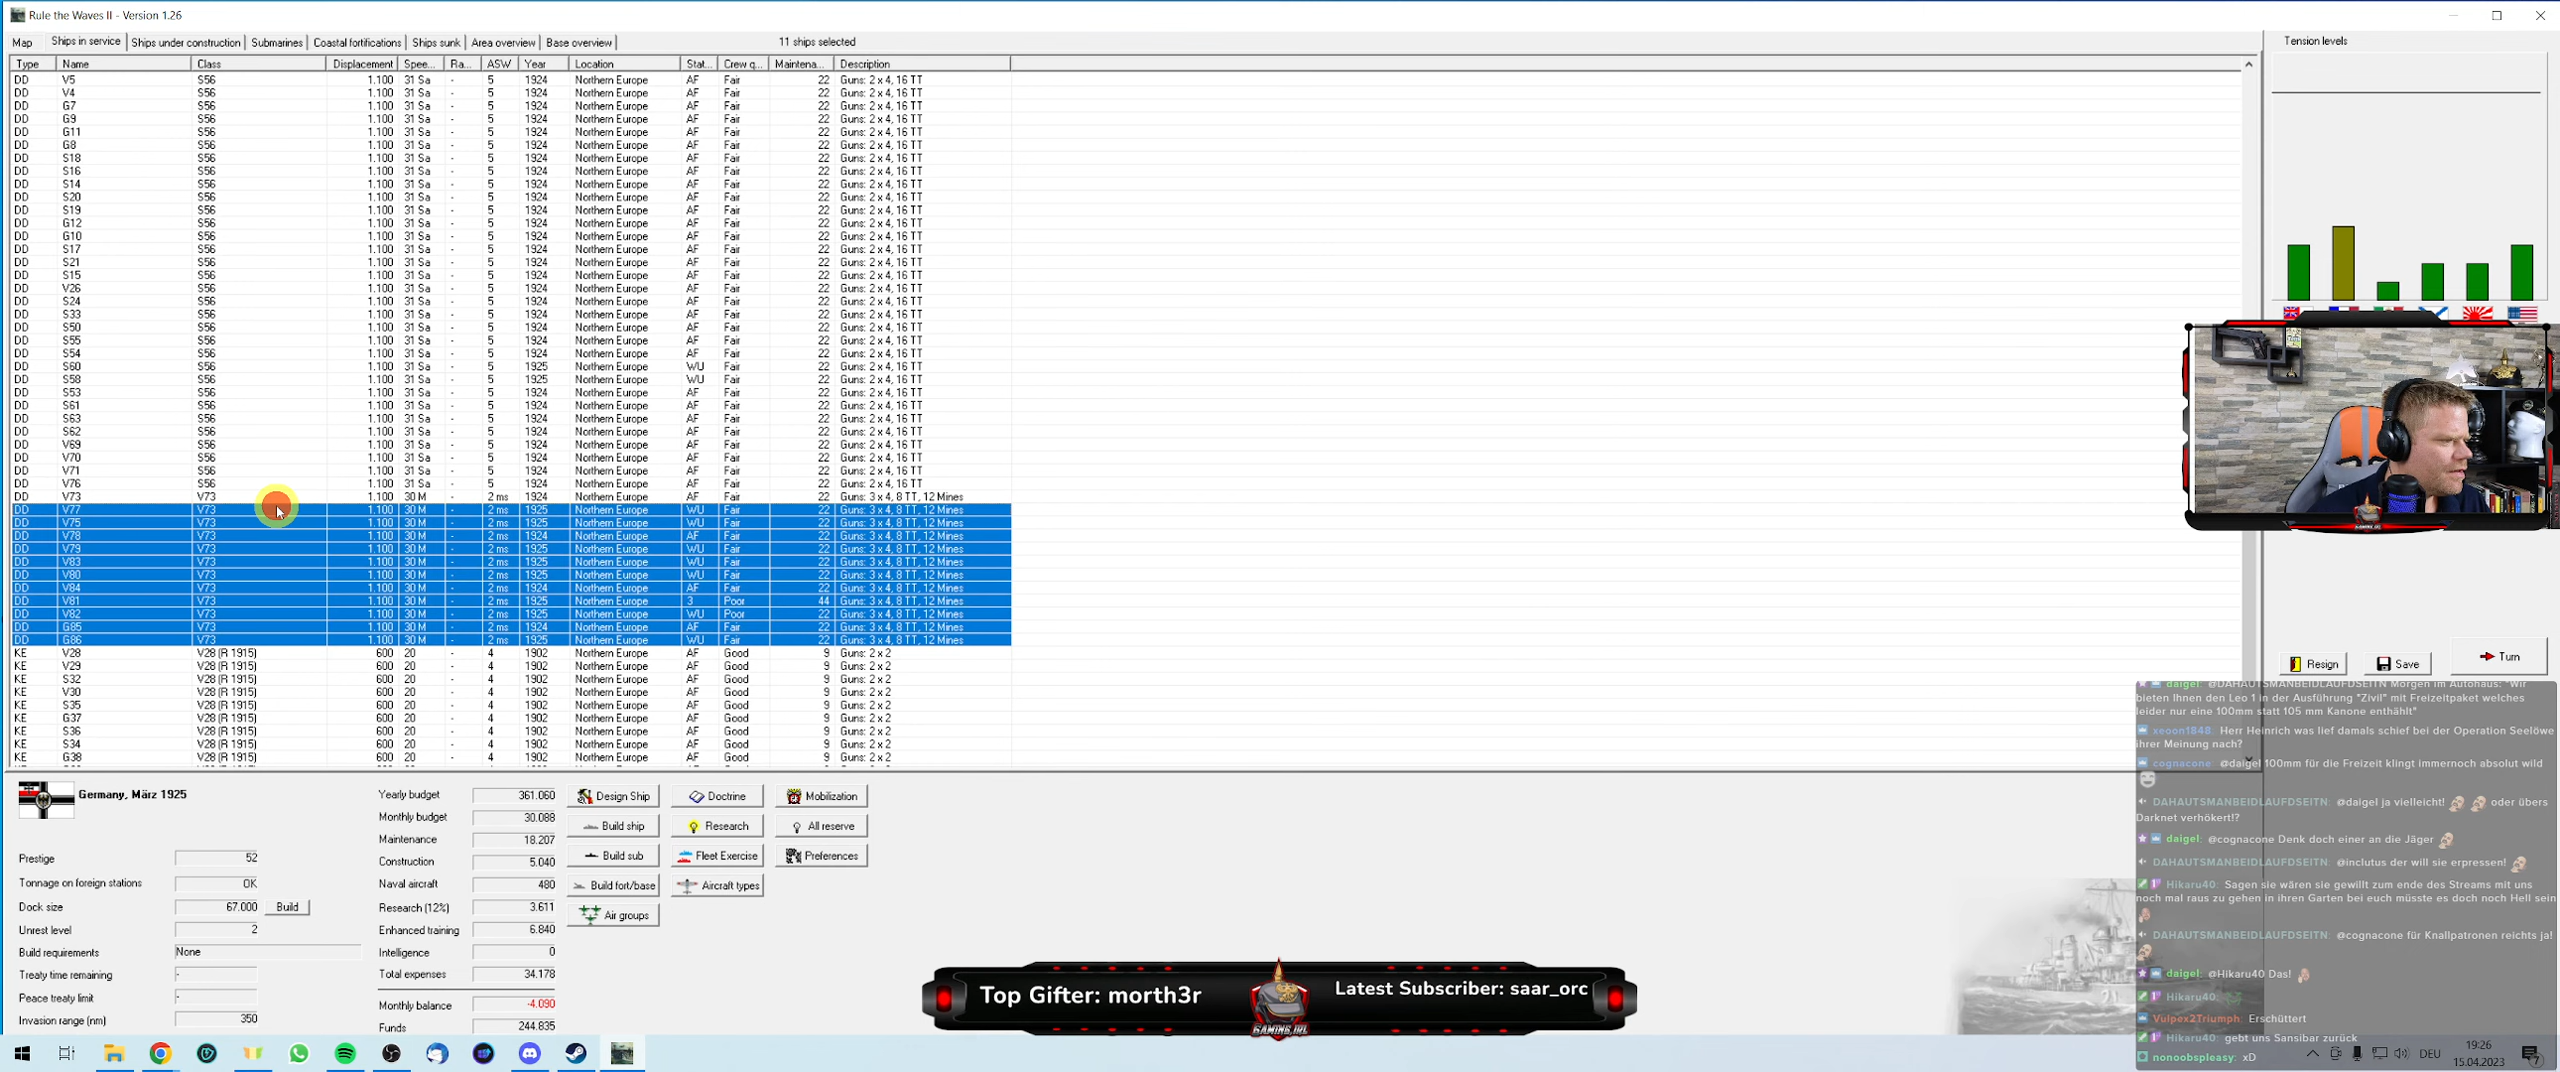 Rule the Waves II - Version 1.26
Map Ships in service Ships under construction Submarines Coastal fortifications Ships sunk Area overview Base overview 11 ships selected Tension levels
Type Name Class Displacement Spee... Ra... ASW Year Location Stat... Crew q... Maintena... Description
DD V5 S56 1.100 31 Sa - 5 1924 Northern Europe AF Fair 22 Guns: 2 x 4, 16 TT
DD V4 S56 1.100 31 Sa - 5 1924 Northern Europe AF Fair 22 Guns: 2 x 4, 16 TT
DD G7 S56 1.100 31 Sa - 5 1924 Northern Europe AF Fair 22 Guns: 2 x 4, 16 TT
DD G9 S56 1.100 31 Sa - 5 1924 Northern Europe AF Fair 22 Guns: 2 x 4, 16 TT
DD G11 S56 1.100 31 Sa - 5 1924 Northern Europe AF Fair 22 Guns: 2 x 4, 16 TT
DD G8 S56 1.100 31 Sa - 5 1924 Northern Europe AF Fair 22 Guns: 2 x 4, 16 TT
DD S18 S56 1.100 31 Sa - 5 1924 Northern Europe AF Fair 22 Guns: 2 x 4, 16 TT
DD S16 S56 1.100 31 Sa - 5 1924 Northern Europe AF Fair 22 Guns: 2 x 4, 16 TT
DD S14 S56 1.100 31 Sa - 5 1924 Northern Europe AF Fair 22 Guns: 2 x 4, 16 TT
DD S20 S56 1.100 31 Sa - 5 1924 Northern Europe AF Fair 22 Guns: 2 x 4, 16 TT
DD S19 S56 1.100 31 Sa - 5 1924 Northern Europe AF Fair 22 Guns: 2 x 4, 16 TT
DD G12 S56 1.100 31 Sa - 5 1924 Northern Europe AF Fair 22 Guns: 2 x 4, 16 TT
DD G10 S56 1.100 31 Sa - 5 1924 Northern Europe AF Fair 22 Guns: 2 x 4, 16 TT
DD S17 S56 1.100 31 Sa - 5 1924 Northern Europe AF Fair 22 Guns: 2 x 4, 16 TT
DD S21 S56 1.100 31 Sa - 5 1924 Northern Europe AF Fair 22 Guns: 2 x 4, 16 TT
DD S15 S56 1.100 31 Sa - 5 1924 Northern Europe AF Fair 22 Guns: 2 x 4, 16 TT
DD V26 S56 1.100 31 Sa - 5 1924 Northern Europe AF Fair 22 Guns: 2 x 4, 16 TT
DD S24 S56 1.100 31 Sa - 5 1924 Northern Europe AF Fair 22 Guns: 2 x 4, 16 TT
DD S33 S56 1.100 31 Sa - 5 1924 Northern Europe AF Fair 22 Guns: 2 x 4, 16 TT
DD S50 S56 1.100 31 Sa - 5 1924 Northern Europe AF Fair 22 Guns: 2 x 4, 16 TT
DD S55 S56 1.100 31 Sa - 5 1924 Northern Europe AF Fair 22 Guns: 2 x 4, 16 TT
DD S54 S56 1.100 31 Sa - 5 1924 Northern Europe AF Fair 22 Guns: 2 x 4, 16 TT
DD S60 S56 1.100 31 Sa - 5 1925 Northern Europe WU Fair 22 Guns: 2 x 4, 16 TT
DD S58 S56 1.100 31 Sa - 5 1925 Northern Europe WU Fair 22 Guns: 2 x 4, 16 TT
DD S53 S56 1.100 31 Sa - 5 1924 Northern Europe AF Fair 22 Guns: 2 x 4, 16 TT
DD S61 S56 1.100 31 Sa - 5 1924 Northern Europe AF Fair 22 Guns: 2 x 4, 16 TT
DD S63 S56 1.100 31 Sa - 5 1924 Northern Europe AF Fair 22 Guns: 2 x 4, 16 TT
DD S62 S56 1.100 31 Sa - 5 1924 Northern Europe AF Fair 22 Guns: 2 x 4, 16 TT
DD V69 S56 1.100 31 Sa - 5 1924 Northern Europe AF Fair 22 Guns: 2 x 4, 16 TT
DD V70 S56 1.100 31 Sa - 5 1924 Northern Europe AF Fair 22 Guns: 2 x 4, 16 TT
DD V71 S56 1.100 31 Sa - 5 1924 Northern Europe AF Fair 22 Guns: 2 x 4, 16 TT
DD V76 S56 1.100 31 Sa - 5 1924 Northern Europe AF Fair 22 Guns: 2 x 4, 16 TT
DD V73 V73 1.100 30 M - 2 ms 1924 Northern Europe AF Fair 22 Guns: 3 x 4, 8 TT, 12 Mines
DD V77 V73 1.100 30 M - 2 ms 1925 Northern Europe WU Fair 22 Guns: 3 x 4, 8 TT, 12 Mines
DD V75 V73 1.100 30 M - 2 ms 1925 Northern Europe WU Fair 22 Guns: 3 x 4, 8 TT, 12 Mines
DD V78 V73 1.100 30 M - 2 ms 1924 Northern Europe AF Fair 22 Guns: 3 x 4, 8 TT, 12 Mines
DD V79 V73 1.100 30 M - 2 ms 1925 Northern Europe WU Fair 22 Guns: 3 x 4, 8 TT, 12 Mines
DD V83 V73 1.100 30 M - 2 ms 1925 Northern Europe WU Fair 22 Guns: 3 x 4, 8 TT, 12 Mines
DD V80 V73 1.100 30 M - 2 ms 1925 Northern Europe WU Fair 22 Guns: 3 x 4, 8 TT, 12 Mines
DD V84 V73 1.100 30 M - 2 ms 1924 Northern Europe AF Fair 22 Guns: 3 x 4, 8 TT, 12 Mines
DD V81 V73 1.100 30 M - 2 ms 1925 Northern Europe 3 Poor 44 Guns: 3 x 4, 8 TT, 12 Mines
DD V82 V73 1.100 30 M - 2 ms 1925 Northern Europe WU Poor 22 Guns: 3 x 4, 8 TT, 12 Mines
DD G85 V73 1.100 30 M - 2 ms 1924 Northern Europe AF Fair 22 Guns: 3 x 4, 8 TT, 12 Mines
DD G86 V73 1.100 30 M - 2 ms 1925 Northern Europe WU Fair 22 Guns: 3 x 4, 8 TT, 12 Mines
KE V28 V28 (R 1915) 600 20 - 4 1902 Northern Europe AF Good 9 Guns: 2 x 2
KE V29 V28 (R 1915) 600 20 - 4 1902 Northern Europe AF Good 9 Guns: 2 x 2
KE S32 V28 (R 1915) 600 20 - 4 1902 Northern Europe AF Good 9 Guns: 2 x 2
KE V30 V28 (R 1915) 600 20 - 4 1902 Northern Europe AF Good 9 Guns: 2 x 2
KE S35 V28 (R 1915) 600 20 - 4 1902 Northern Europe AF Good 9 Guns: 2 x 2
KE G37 V28 (R 1915) 600 20 - 4 1902 Northern Europe AF Good 9 Guns: 2 x 2
KE S36 V28 (R 1915) 600 20 - 4 1902 Northern Europe AF Good 9 Guns: 2 x 2
KE S34 V28 (R 1915) 600 20 - 4 1902 Northern Europe AF Good 9 Guns: 2 x 2
KE G38 V28 (R 1915) 600 20 - 4 1902 Northern Europe AF Good 9 Guns: 2 x 2
Resign Save Turn
Germany, März 1925
Prestige 52
Tonnage on foreign stations OK
Dock size 67.000 Build
Unrest level 2
Build requirements None
Treaty time remaining -
Peace treaty limit -
Invasion range (nm) 350
Yearly budget 361.060
Monthly budget 30.088
Maintenance 18.207
Construction 5.040
Naval aircraft 480
Research (12%) 3.611
Enhanced training 6.840
Intelligence 0
Total expenses 34.178
Monthly balance -4.090
Funds 244.835
Design Ship Doctrine Mobilization
Build ship Research All reserve
Build sub Fleet Exercise Preferences
Build fort/base Aircraft types
Air groups
Top Gifter: morth3r
GAMING_IRL
Latest Subscriber: saar_orc
daigel: @DAHAUTSMANBEIDLAUFDSEITN Morgen im Autohaus: "Wir
bieten Ihnen den Leo 1 in der Ausführung "Zivil" mit Freizeitpaket welches
leider nur eine 100mm statt 105 mm Kanone enthählt"
xeoon1848: Herr Heinrich was lief damals schief bei der Operation Seelöwe
ihrer Meinung nach?
cognacone: @daigel 100mm für die Freizeit klingt immernoch absolut wild
DAHAUTSMANBEIDLAUFDSEITN: @daigel ja vielleicht! oder übers
Darknet verhökert!?
daigel: @cognacone Denk doch einer an die Jäger
DAHAUTSMANBEIDLAUFDSEITN: @inclutus der will sie erpressen!
Hikaru40: Sagen sie wären sie gewillt zum ende des Streams mit uns
noch mal raus zu gehen in ihren Garten bei euch müsste es doch noch Hell sein
DAHAUTSMANBEIDLAUFDSEITN: @cognacone für Knallpatronen reichts ja!
daigel: @Hikaru40 Das!
Hikaru40:
Vulpex2Triumph: Erschüttert
Hikaru40: gebt uns Sansibar zurück
nonoobspleasy: xD
DEU 19:26
15.04.2023
7